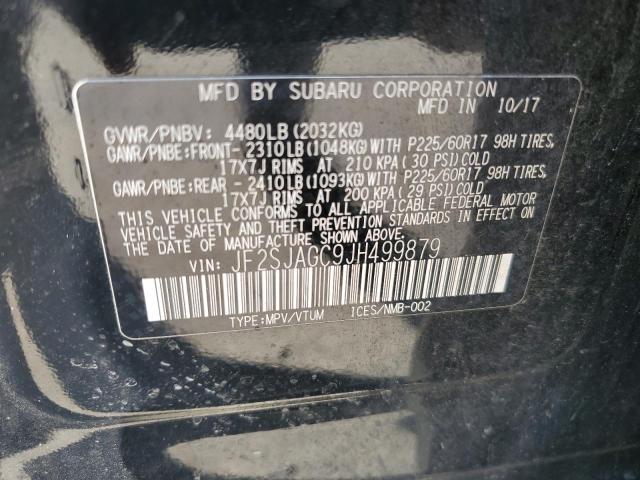 MFD BY SUBARU CORPORATION
MFD IN 10/17
GVWR/PNBV: 4480LB(2032KG)
GAWR/PNBE:FRONT-2310LB(1048KG)WITH P225/60R17 98H TIRES,
17X7J RIMS AT 210 KPA(30 PSI)COLD
GAWR/PNBE:REAR -2410LB(1093KG)WITH P225/60R17 98H TIRES,
17X7J RIMS AT 200 KPA(29 PSI)COLD
THIS VEHICLE CONFORMS TO ALL APPLICABLE FEDERAL MOTOR
VEHICLE SAFETY AND THEFT PREVENTION STANDARDS IN EFFECT ON
THE DATE OF MANUFACTURE SHOWN ABOVE.
VIN: JF2SJAGC9JH499879
TYPE:MPV/VTUM ICES/NMB-002